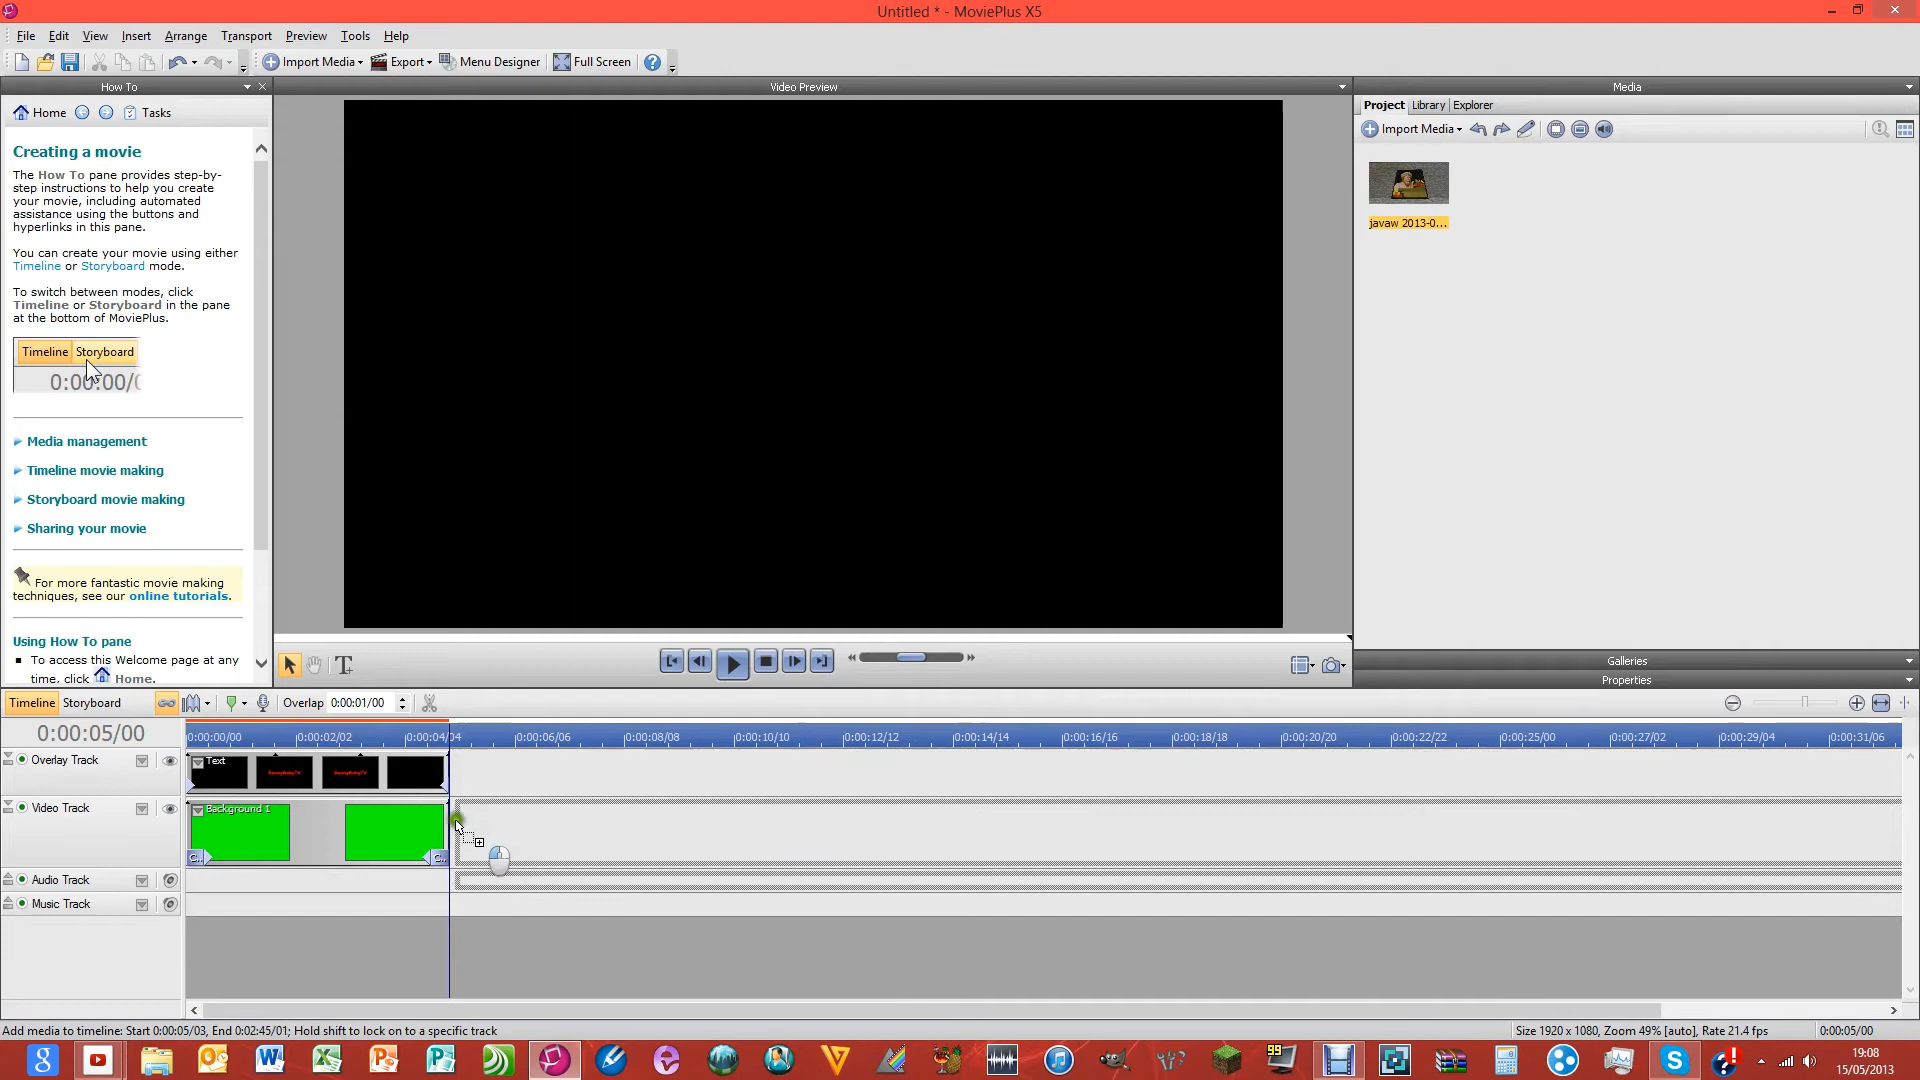 Untitled * - MoviePlus X5
File Edit View Insert Arrange Transport Preview Tools Help
Import Media Export Menu Designer Full Screen
How To
Video Preview
Media
Home Tasks
Project Library Explorer
Import Media
Creating a movie
The How To pane provides step-by-
step instructions to help you create
your movie, including automated
assistance using the buttons and
hyperlinks in this pane.
You can create your movie using either
Timeline or Storyboard mode.
To switch between modes, click
Timeline or Storyboard in the pane
at the bottom of MoviePlus.
Timeline Storyboard
0:00:00/0
Media management
Timeline movie making
Storyboard movie making
Sharing your movie
For more fantastic movie making
techniques, see our online tutorials.
Using How To pane
To access this Welcome page at any
time, click Home.
javaw 2013-0...
Galleries
Properties
Timeline Storyboard Overlap 0:00:01/00
0:00:05/00
0:00:00/00 0:00:02/02 0:00:04/04 0:00:06/06 0:00:08/08 0:00:10/10 0:00:12/12 0:00:14/14 0:00:16/16 0:00:18/18 0:00:20/20 0:00:22/22 0:00:25/00 0:00:27/02 0:00:29/04 0:00:31/06
Overlay Track
Text
Video Track
Background 1
C... C...
Audio Track
Music Track
Add media to timeline: Start 0:00:05/03, End 0:02:45/01; Hold shift to lock on to a specific track
Size 1920 x 1080, Zoom 49% [auto], Rate 21.4 fps
0:00:05/00
99
19:08
15/05/2013